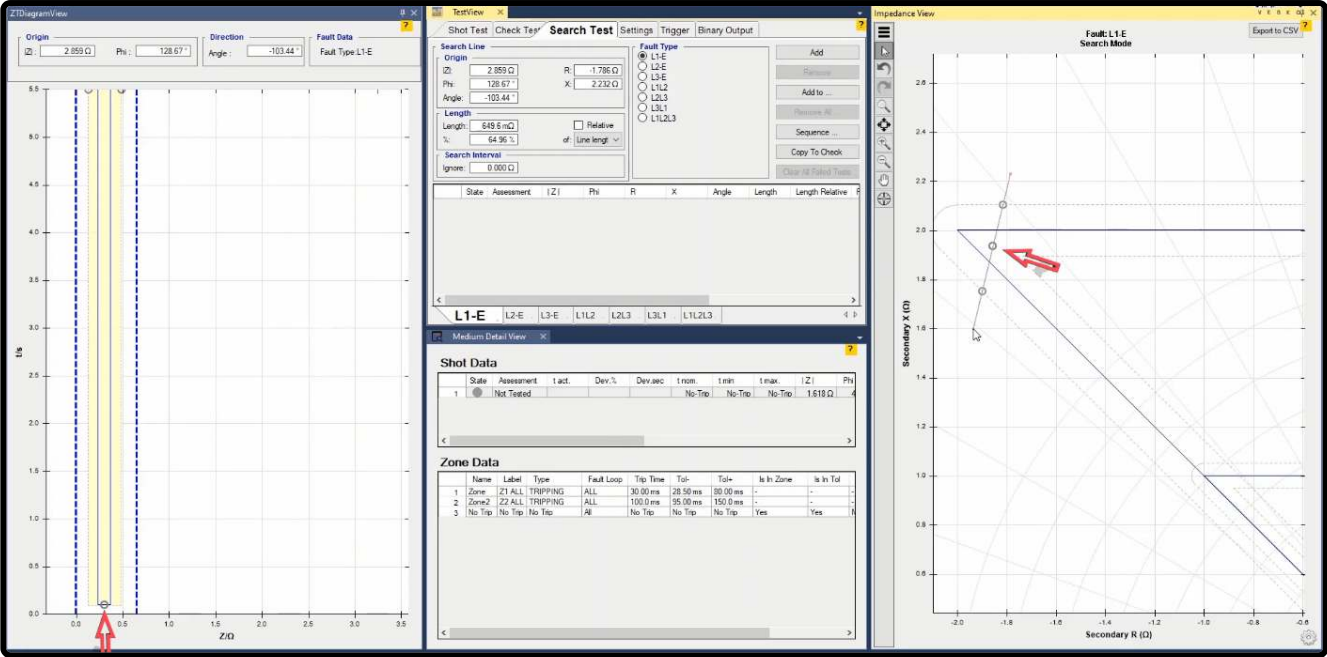 ZTDiagramView
Origin
|Z|: 2.859 Ω Phi : 128.67 °
Direction
Angle : -103.44 °
Fault Data
Fault Type:L1-E
?
5.5
5.0
4.5
4.0
3.5
3.0
2.5
2.0
1.5
1.0
0.5
0.0
t/s
0.0 0.5 1.0 1.5 2.0 2.5 3.0 3.5
Z/Ω
TestView
?
Shot Test Check Test Search Test Settings Trigger Binary Output
Search Line
Origin
|Z|: 2.859 Ω R: -1.786 Ω
Phi: 128.67 ° X: 2.232 Ω
Angle: -103.44 °
Length
Length: 649.6 mΩ Relative
%: 64.96 % of: Line lengt
Search Interval
Ignore: 0.000 Ω
Fault Type
L1-E
L2-E
L3-E
L1L2
L2L3
L3L1
L1L2L3
Add
Remove
Add to ...
Remove All
Sequence ...
Copy To Check
Clear All Failed Tests
State Assessment |Z| Phi R X Angle Length Length Relative
L1-E L2-E L3-E L1L2 L2L3 L3L1 L1L2L3
Medium Detail View
?
Shot Data
State Assessment t act. Dev.% Dev.sec t nom. t min t max. |Z| Phi
1 Not Tested No-Trip No-Trip No-Trip 1.618 Ω
Zone Data
Name Label Type Fault Loop Trip Time Tol- Tol+ Is In Zone Is In Tol
1 Zone Z1 ALL TRIPPING ALL 30.00 ms 28.50 ms 80.00 ms - - -
2 Zone2 Z2 ALL TRIPPING ALL 100.0 ms 95.00 ms 150.0 ms - - -
3 No Trip No Trip No Trip All No Trip No Trip No Trip Yes Yes
Impedance View
?
Fault: L1-E
Search Mode
Export to CSV
2.6
2.4
2.2
2.0
1.8
1.6
1.4
1.2
1.0
0.8
0.6
Secondary X (Ω)
-2.0 -1.8 -1.6 -1.4 -1.2 -1.0 -0.8 -0.6
Secondary R (Ω)